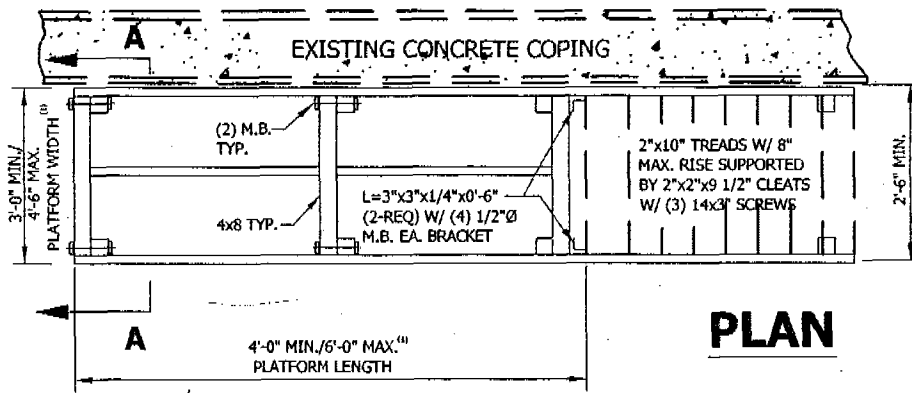 A
EXISTING CONCRETE COPING
3'-0" MIN./
4'-6" MAX.
PLATFORM WIDTH⁽¹⁾
(2) M.B.
TYP.
4x8 TYP.
L=3"x3"x1/4"x0'-6"
(2-REQ) W/ (4) 1/2"Ø
M.B. EA. BRACKET
2"x10" TREADS W/ 8"
MAX. RISE SUPPORTED
BY 2"x2"x9 1/2" CLEATS
W/ (3) 14x3" SCREWS
2'-6" MIN.
A
4'-0" MIN./6'-0" MAX.⁽¹⁾
PLATFORM LENGTH
PLAN